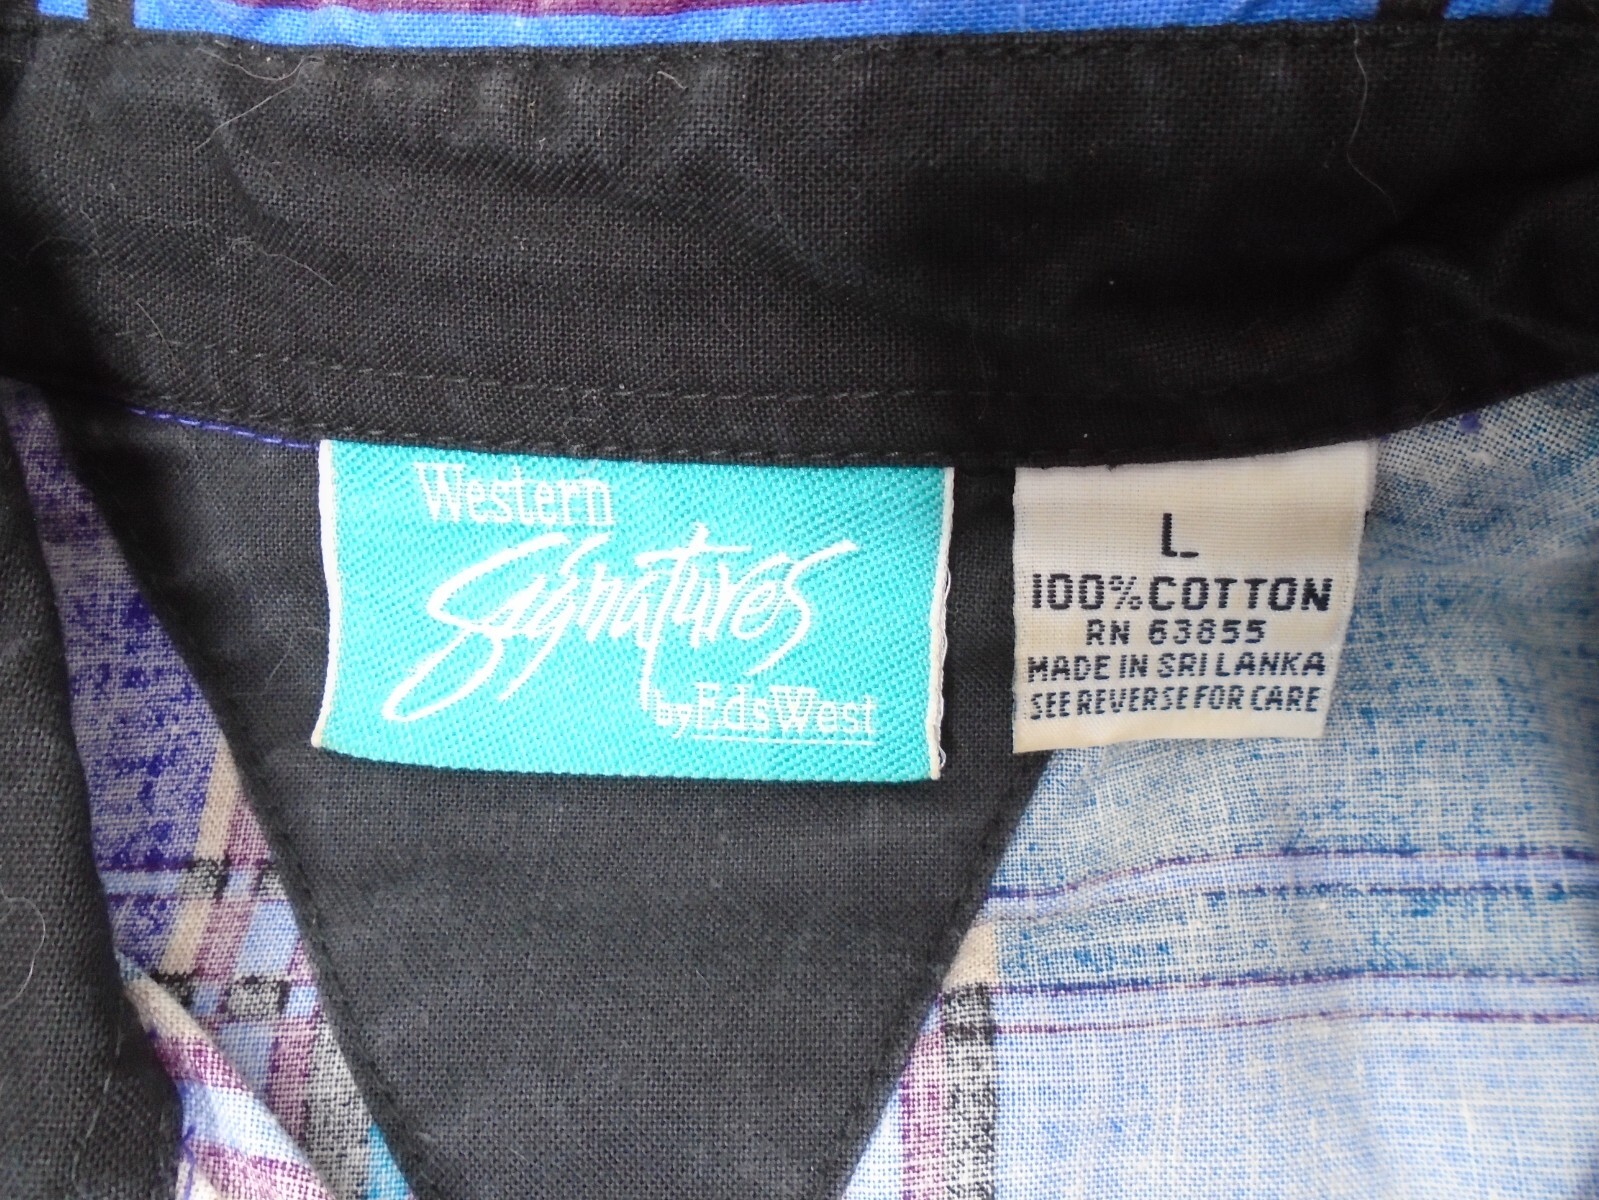 Western
Signatures
by EdsWest
L
100% COTTON
RN 63855
MADE IN SRI LANKA
SEE REVERSE FOR CARE